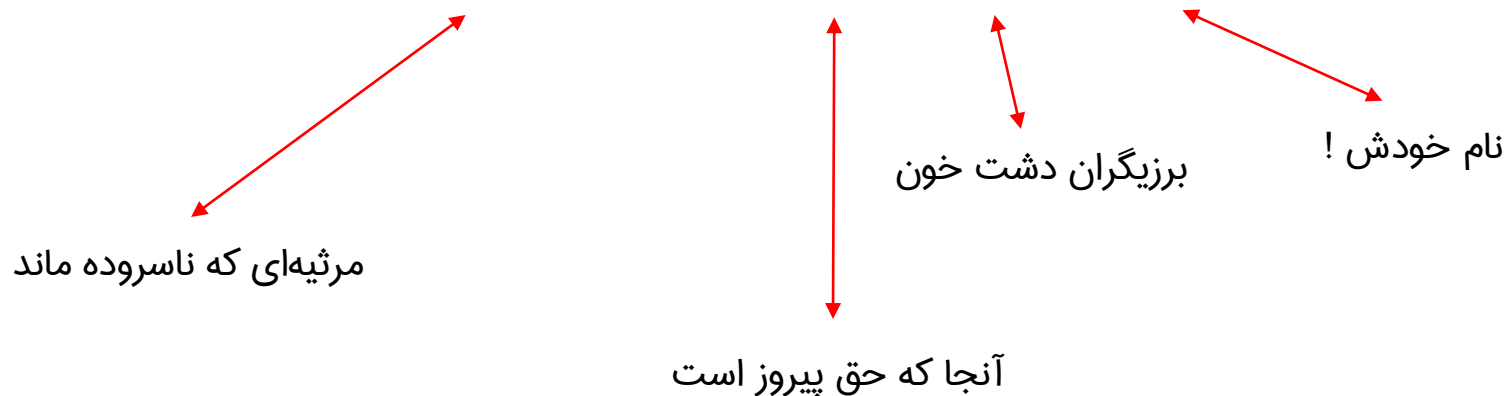 نام خودش !
برزیگران دشت خون
مرثیه‌ای که ناسروده ماند
آنجا که حق پیروز است